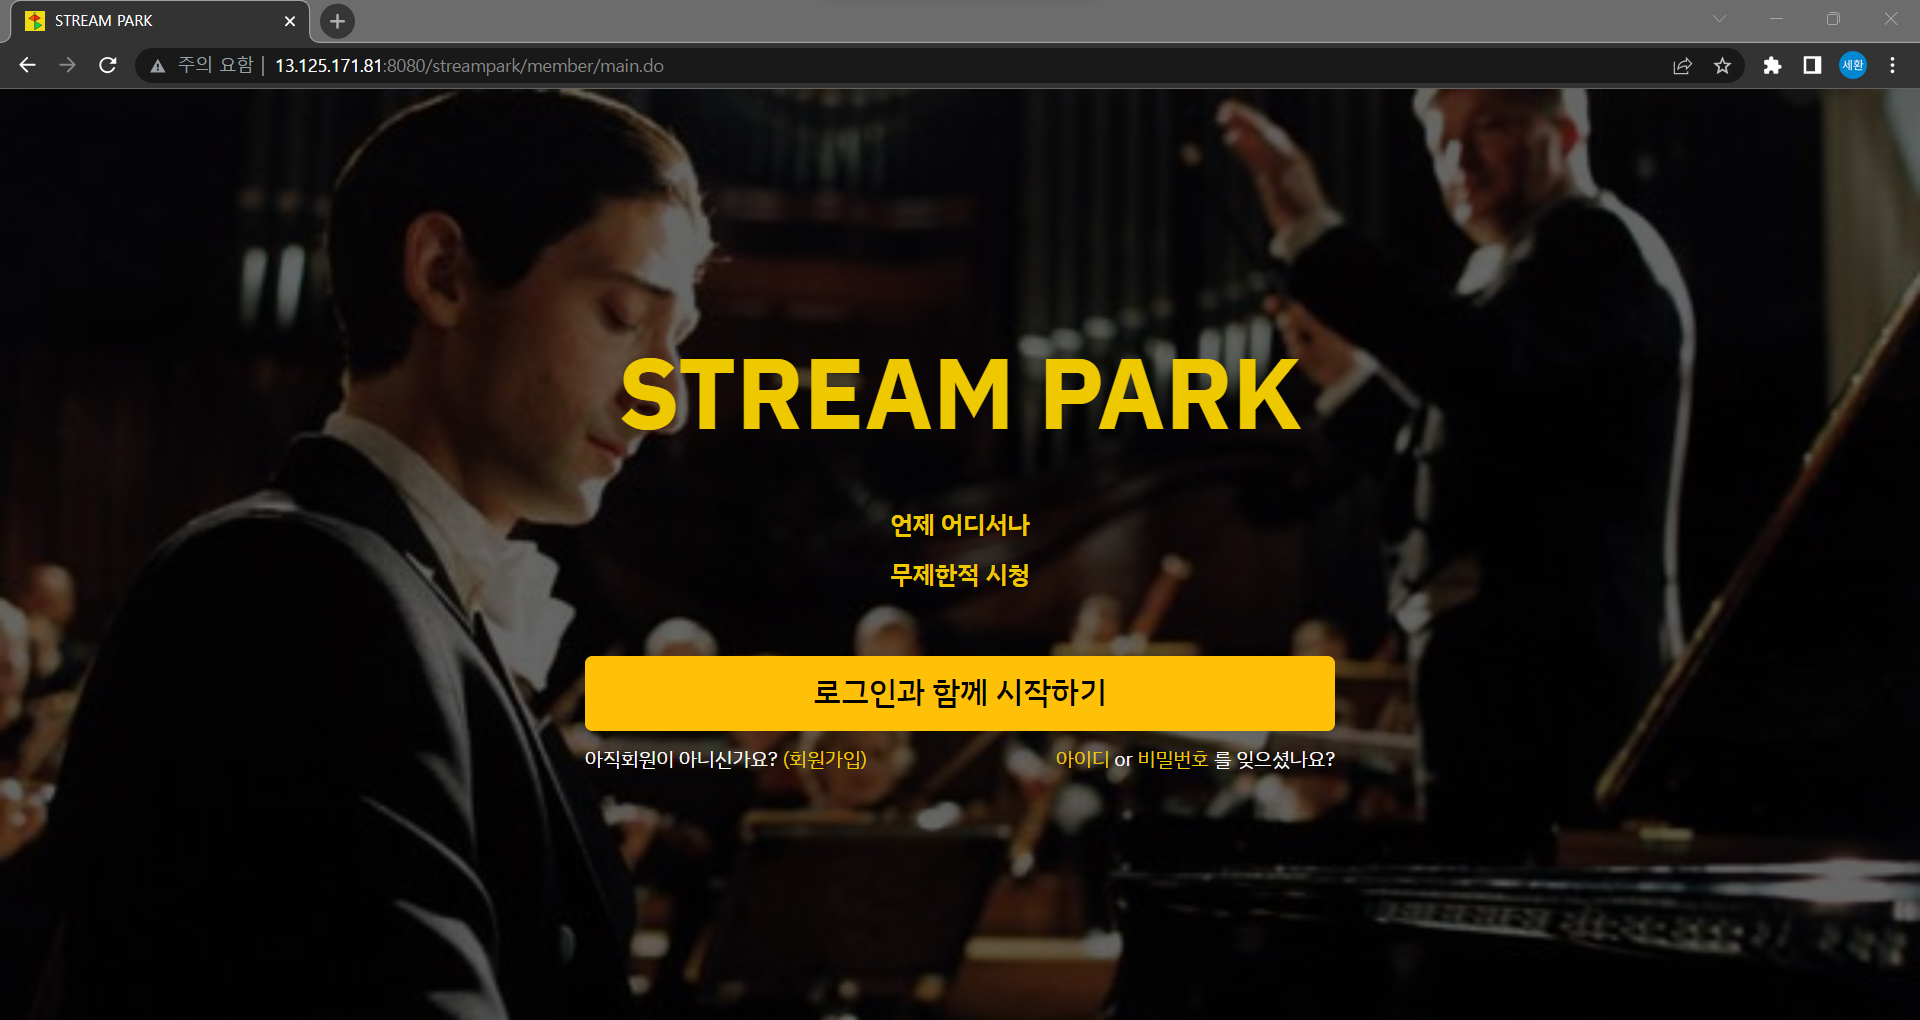 STREAM PARK
주의 요함 | 13.125.171.81:8080/streampark/member/main.do
세환
STREAM PARK
언제 어디서나
무제한적 시청
로그인과 함께 시작하기
아직회원이 아니신가요? (회원가입)
아이디 or 비밀번호 를 잊으셨나요?